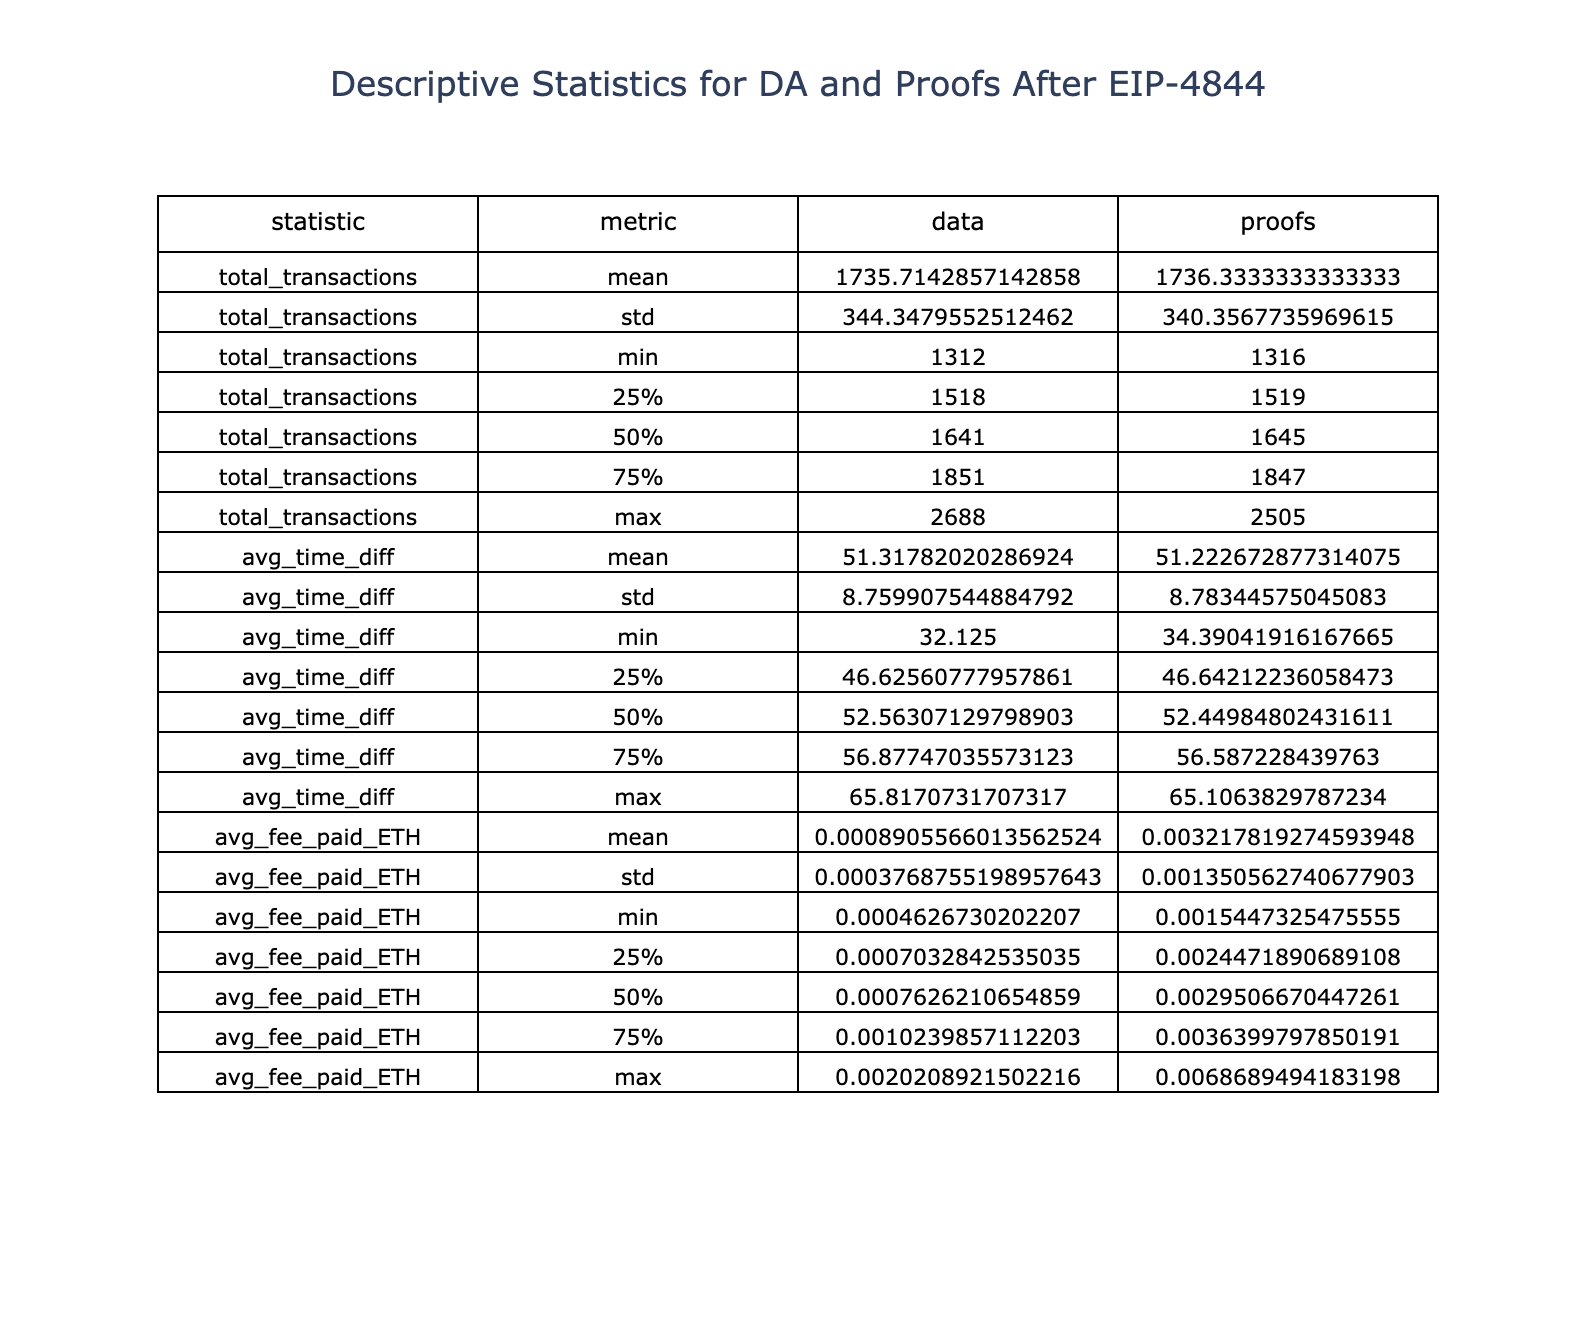 Descriptive Statistics for DA and Proofs After EIP-4844
statistic metric data proofs
total_transactions mean 1735.7142857142858 1736.3333333333333
total_transactions std 344.3479552512462 340.3567735969615
total_transactions min 1312 1316
total_transactions 25% 1518 1519
total_transactions 50% 1641 1645
total_transactions 75% 1851 1847
total_transactions max 2688 2505
avg_time_diff mean 51.31782020286924 51.222672877314075
avg_time_diff std 8.759907544884792 8.78344575045083
avg_time_diff min 32.125 34.39041916167665
avg_time_diff 25% 46.62560777957861 46.64212236058473
avg_time_diff 50% 52.56307129798903 52.44984802431611
avg_time_diff 75% 56.87747035573123 56.587228439763
avg_time_diff max 65.8170731707317 65.1063829787234
avg_fee_paid_ETH mean 0.0008905566013562524 0.003217819274593948
avg_fee_paid_ETH std 0.0003768755198957643 0.001350562740677903
avg_fee_paid_ETH min 0.0004626730202207 0.0015447325475555
avg_fee_paid_ETH 25% 0.0007032842535035 0.0024471890689108
avg_fee_paid_ETH 50% 0.0007626210654859 0.0029506670447261
avg_fee_paid_ETH 75% 0.0010239857112203 0.0036399797850191
avg_fee_paid_ETH max 0.0020208921502216 0.0068689494183198